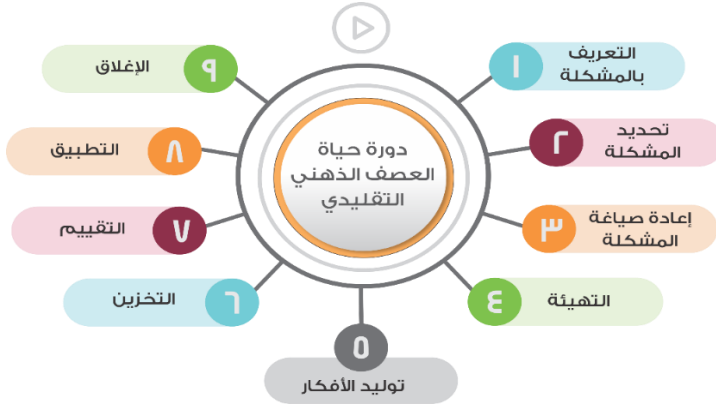 دورة حياة
العصف الذهني
التقليدي
١
التعريف
بالمشكلة
٢
تحديد
المشكلة
٣
إعادة صياغة
المشكلة
٤
التهيئة
٥
توليد الأفكار
٦
التخزين
٧
التقييم
٨
التطبيق
٩
الإغلاق